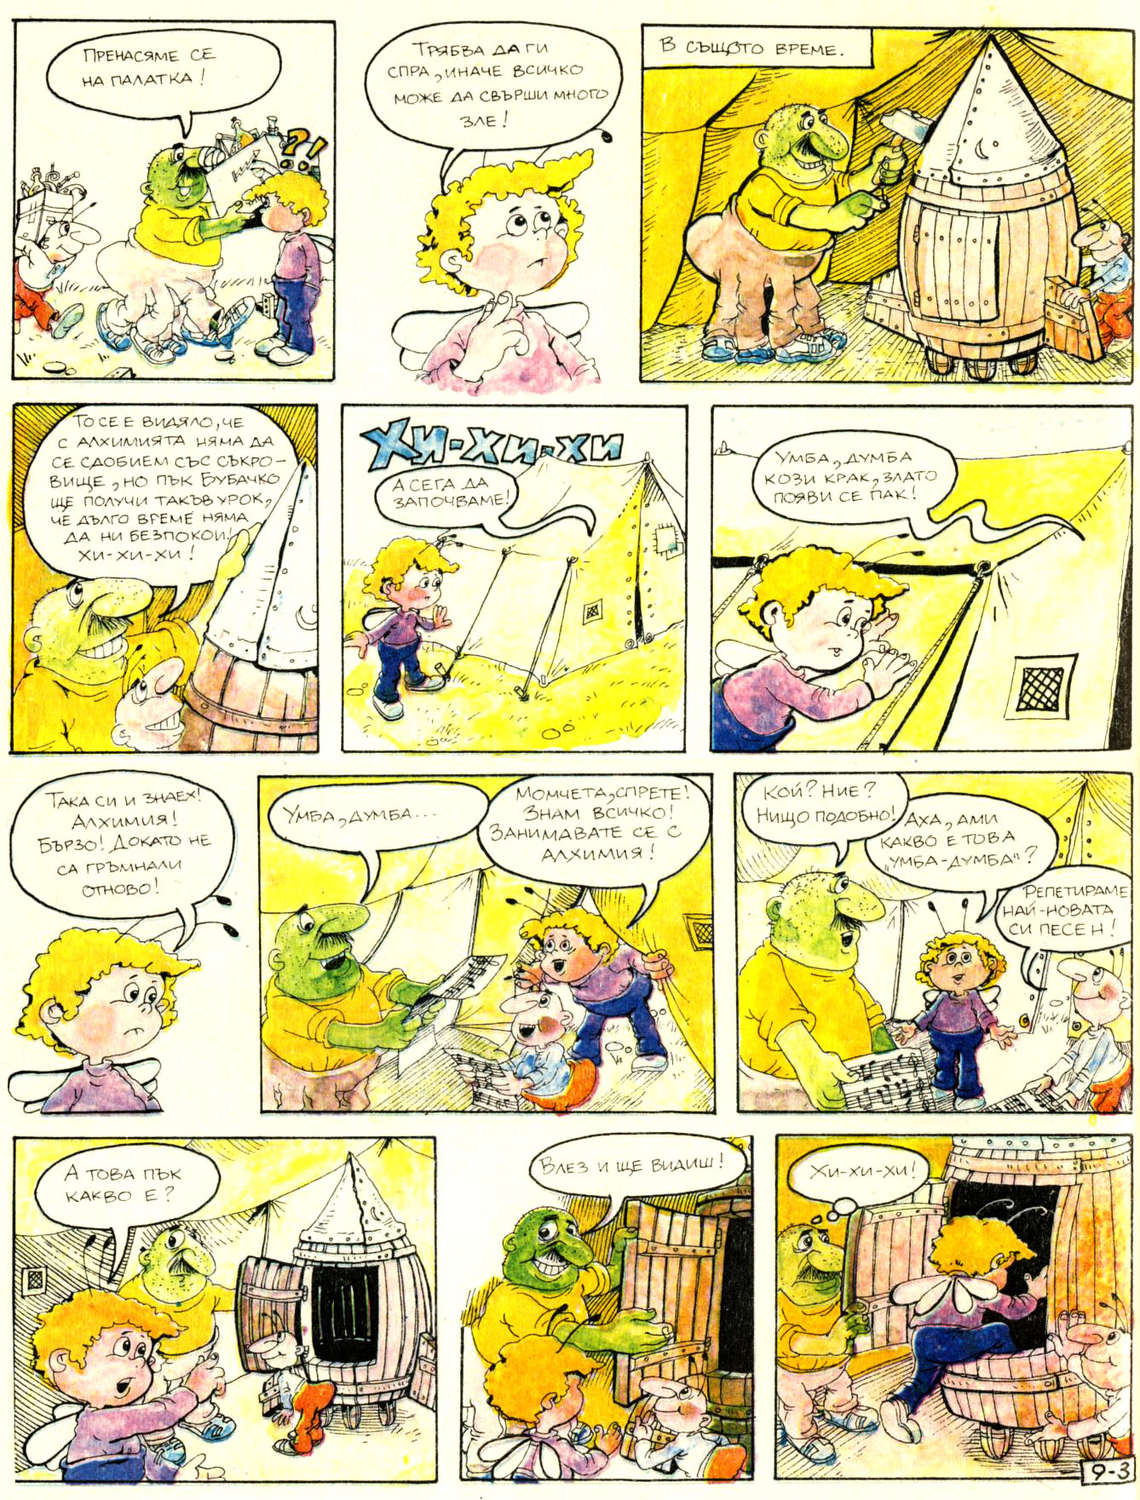 ПРЕНАСЯМЕ СЕ
НА ПАЛАТКА!
?!
ТРЯБВА ДА ГИ
СПРА, ИНАЧЕ ВСИЧКО
МОЖЕ ДА СВЪРШИ МНОГО
ЗЛЕ!
В СЪЩОТО ВРЕМЕ.
ТО СЕ Е ВИДЯЛО, ЧЕ
С АЛХИМИЯТА НЯМА ДА
СЕ СДОБИЕМ СЪС СЪКРО-
ВИЩЕ, НО ПЪК БУБАЧКО
ЩЕ ПОЛУЧИ ТАКЪВ УРОК,
ЧЕ ДЪЛГО ВРЕМЕ НЯМА
ДА НИ БЕЗПОКОИ!
ХИ-ХИ-ХИ!
ХИ-ХИ-ХИ
А СЕГА ДА
ЗАПОЧВАМЕ!
УМБА, ДУМБА
КОЗИ КРАК, ЗЛАТО
ПОЯВИ СЕ ПАК!
ТАКА СИ И ЗНАЕХ!
АЛХИМИЯ!
БЪРЗО! ДОКАТО НЕ
СА ГРЪМНАЛИ
ОТНОВО!
УМБА, ДУМБА...
МОМЧЕТА, СПРЕТЕ!
ЗНАМ ВСИЧКО!
ЗАНИМАВАТЕ СЕ С
АЛХИМИЯ!
КОЙ? НИЕ?
НИЩО ПОДОБНО!
АХА, АМИ
КАКВО Е ТОВА
„УМБА-ДУМБА"?
РЕПЕТИРАМЕ
НАЙ-НОВАТА
СИ ПЕСЕН!
А ТОВА ПЪК
КАКВО Е?
ВЛЕЗ И ЩЕ ВИДИШ!
ХИ-ХИ-ХИ!
9-3